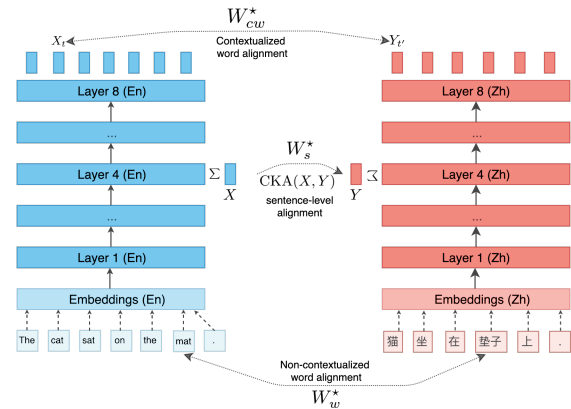 W*cw
Xt Yt′
Contextualized
word alignment
Layer 8 (En) Layer 8 (Zh)
... ...
W*s
Layer 4 (En) Σ X CKA(X, Y) Y Σ Layer 4 (Zh)
sentence-level
alignment
... ...
Layer 1 (En) Layer 1 (Zh)
Embeddings (En) Embeddings (Zh)
The cat sat on the mat . 猫 坐 在 垫子 上 .
Non-contextualized
word alignment
W*w